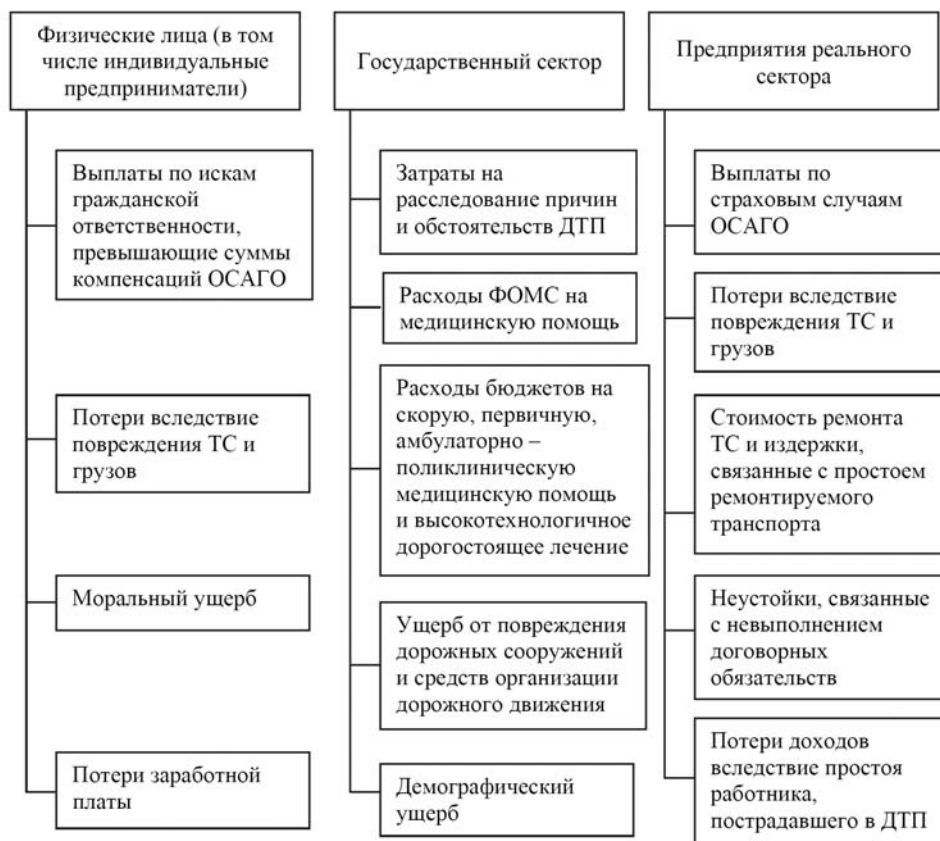 Физические лица (в том
числе индивидуальные
предприниматели)
Выплаты по искам
гражданской
ответственности,
превышающие суммы
компенсаций ОСАГО
Потери вследствие
повреждения ТС и
грузов
Моральный ущерб
Потери заработной
платы
Государственный сектор
Затраты на
расследование причин
и обстоятельств ДТП
Расходы ФОМС на
медицинскую помощь
Расходы бюджетов на
скорую, первичную,
амбулаторно –
поликлиническую
медицинскую помощь
и высокотехнологичное
дорогостоящее лечение
Ущерб от повреждения
дорожных сооружений
и средств организации
дорожного движения
Демографический
ущерб
Предприятия реального
сектора
Выплаты по
страховым случаям
ОСАГО
Потери вследствие
повреждения ТС и
грузов
Стоимость ремонта
ТС и издержки,
связанные с простоем
ремонтируемого
транспорта
Неустойки, связанные
с невыполнением
договорных
обязательств
Потери доходов
вследствие простоя
работника,
пострадавшего в ДТП